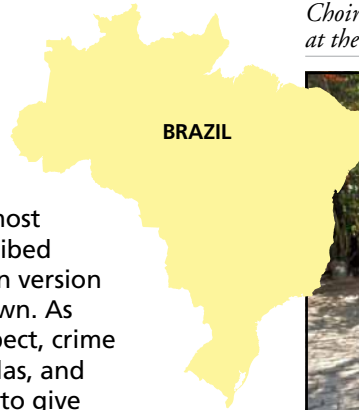 Choir
at the
BRAZIL
most
ibed
n version
wn. As
pect, crime
las, and
to give